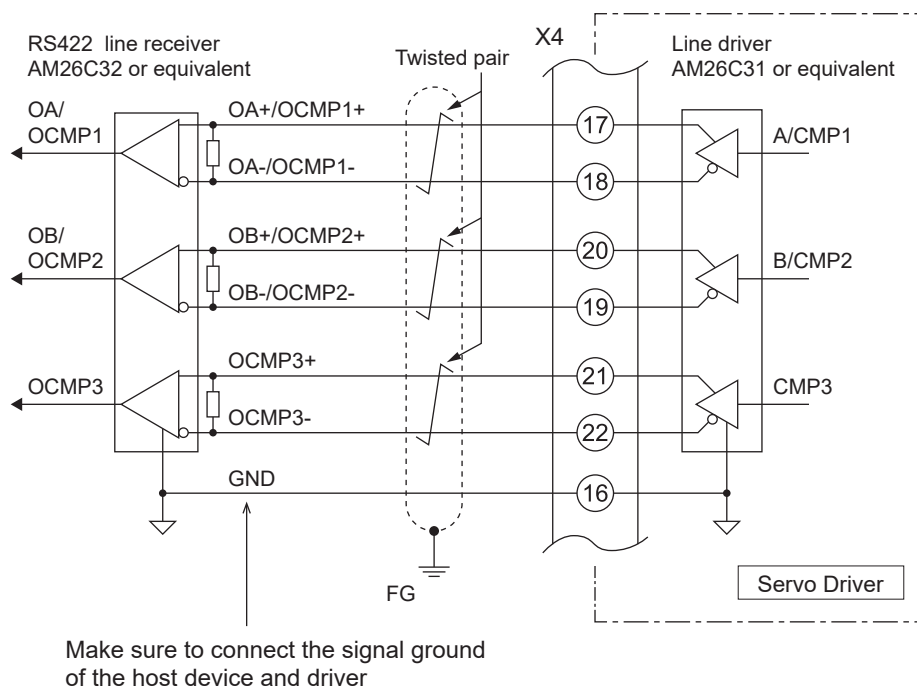 RS422 line receiver
AM26C32 or equivalent
Twisted pair
X4
Line driver
AM26C31 or equivalent
OA/
OCMP1
OA+/OCMP1+
17
A/CMP1
OA-/OCMP1-
18
OB/
OCMP2
OB+/OCMP2+
20
B/CMP2
OB-/OCMP2-
19
OCMP3
OCMP3+
21
CMP3
OCMP3-
22
GND
16
FG
Servo Driver
Make sure to connect the signal ground
of the host device and driver